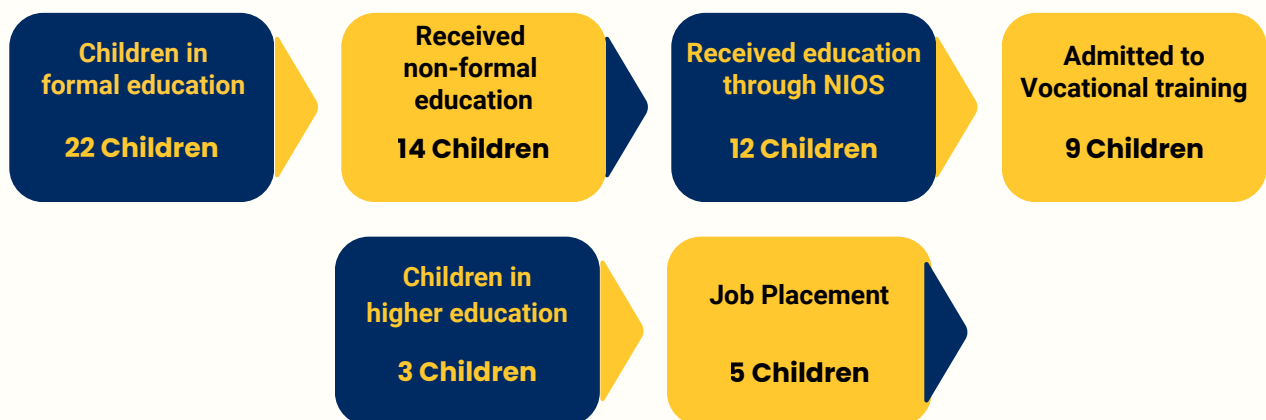 Children in
formal education
22 Children
Received
non-formal
education
14 Children
Received education
through NIOS
12 Children
Admitted to
Vocational training
9 Children
Children in
higher education
3 Children
Job Placement
5 Children